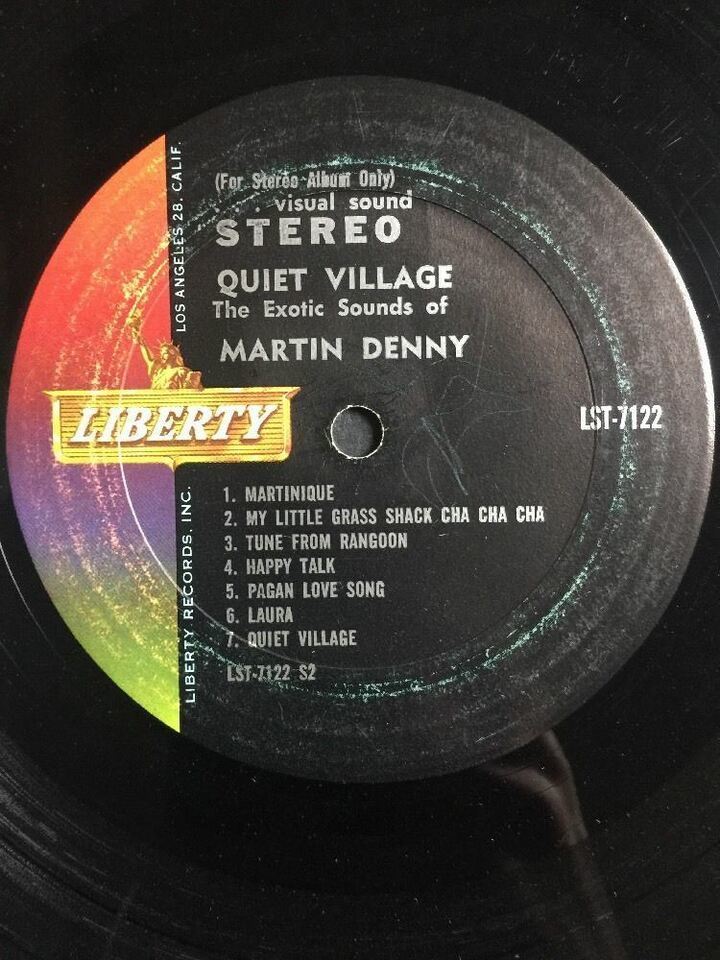 (For Stereo Album Only)
visual sound
STEREO
QUIET VILLAGE
The Exotic Sounds of
MARTIN DENNY
LOS ANGELES 28, CALIF.
LIBERTY
LST-7122
LIBERTY RECORDS, INC.
1. MARTINIQUE
2. MY LITTLE GRASS SHACK CHA CHA CHA
3. TUNE FROM RANGOON
4. HAPPY TALK
5. PAGAN LOVE SONG
6. LAURA
7. QUIET VILLAGE
LST-7122 S2